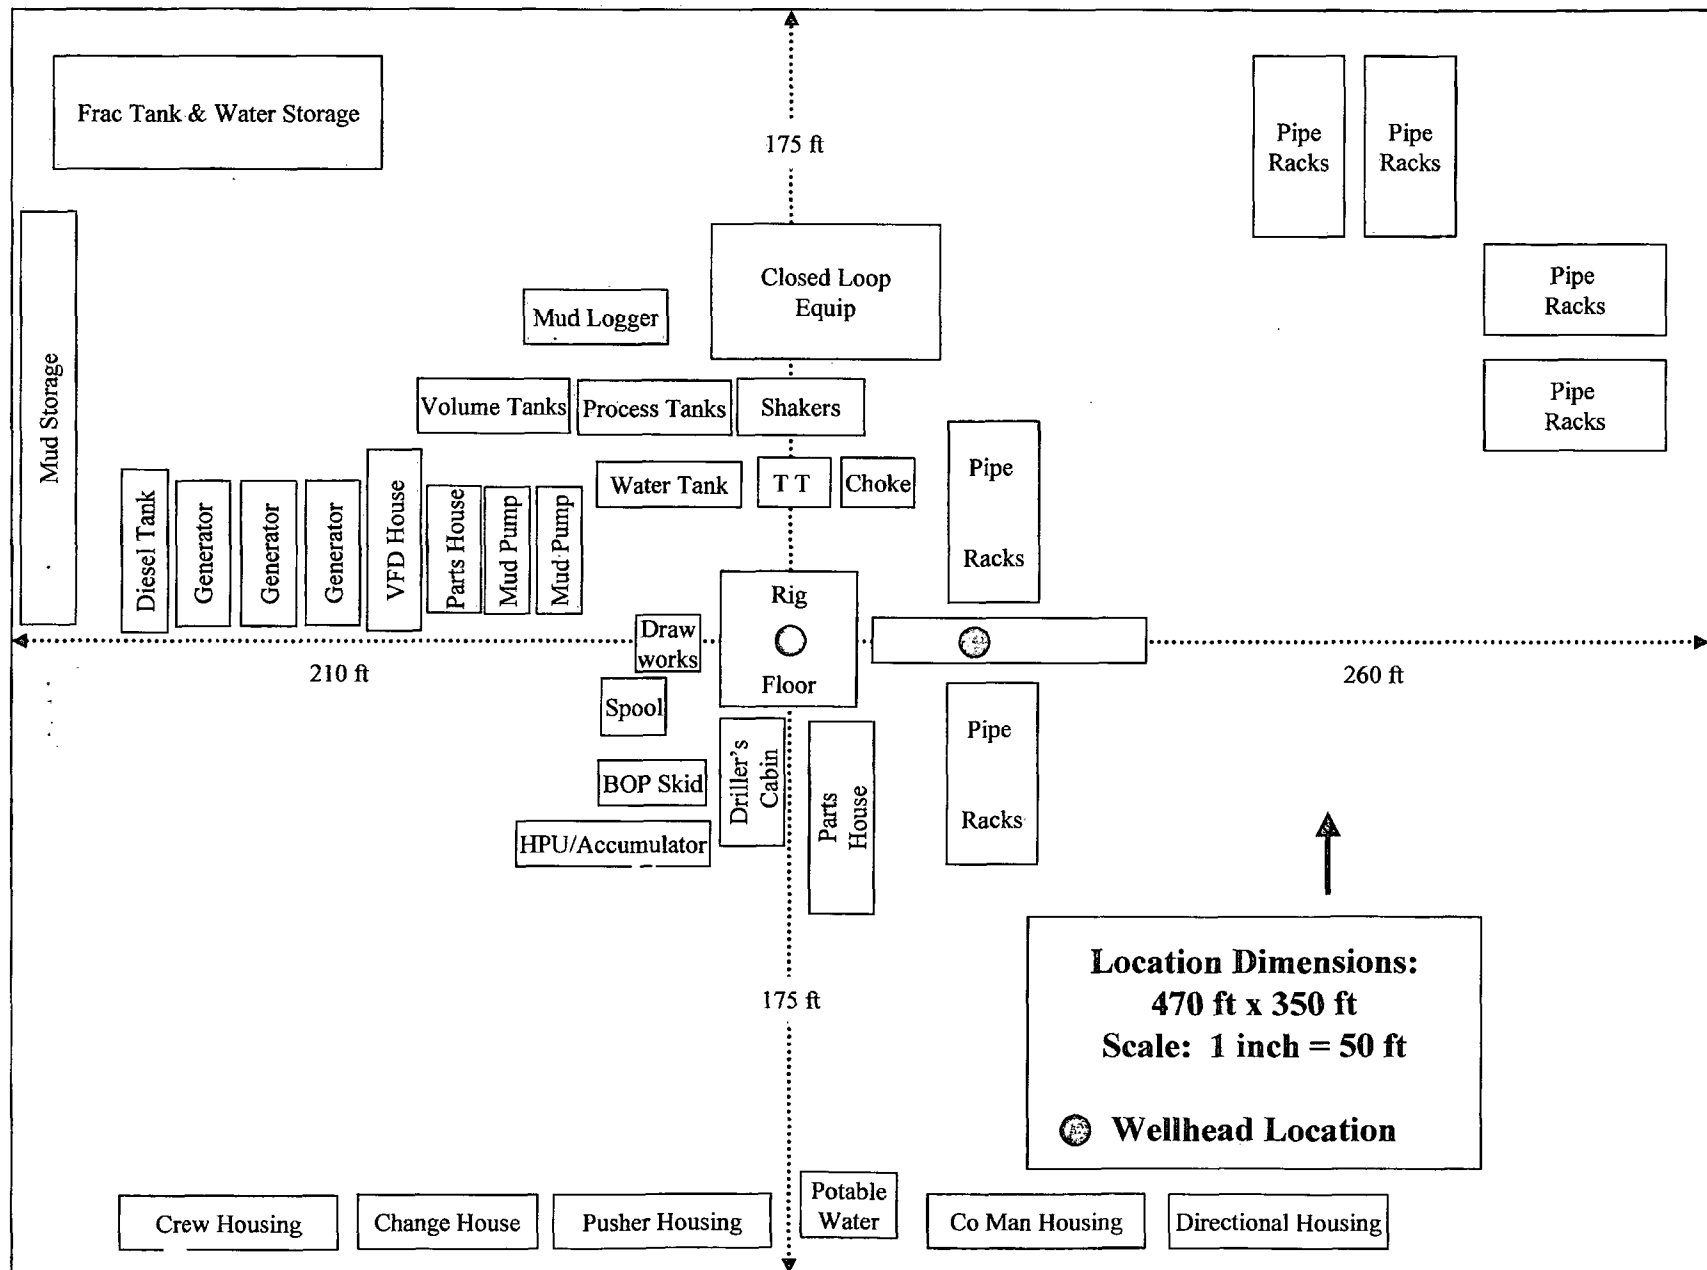 Frac Tank & Water Storage
175 ft
Pipe
Racks
Pipe
Racks
Mud Storage
Mud Logger
Closed Loop
Equip
Pipe
Racks
Pipe
Racks
Volume Tanks
Process Tanks
Shakers
Diesel Tank
Generator
Generator
Generator
VFD House
Parts House
Mud Pump
Mud Pump
Water Tank
T T
Choke
Pipe
Racks
Rig
Floor
Draw
works
210 ft
260 ft
Spool
BOP Skid
HPU/Accumulator
Driller's
Cabin
Parts
House
Pipe
Racks
175 ft
Location Dimensions:
470 ft x 350 ft
Scale: 1 inch = 50 ft
Wellhead Location
Crew Housing
Change House
Pusher Housing
Potable
Water
Co Man Housing
Directional Housing